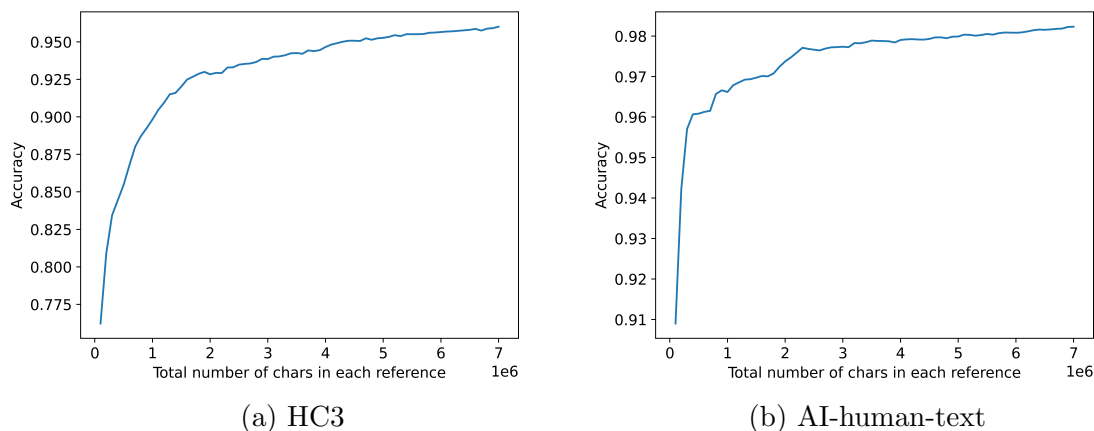 0.950
0.925
0.900
0.875
0.850
0.825
0.800
0.775
Accuracy
0 1 2 3 4 5 6 7
1e6
Total number of chars in each reference
(a) HC3
0.98
0.97
0.96
0.95
0.94
0.93
0.92
0.91
Accuracy
0 1 2 3 4 5 6 7
1e6
Total number of chars in each reference
(b) AI-human-text